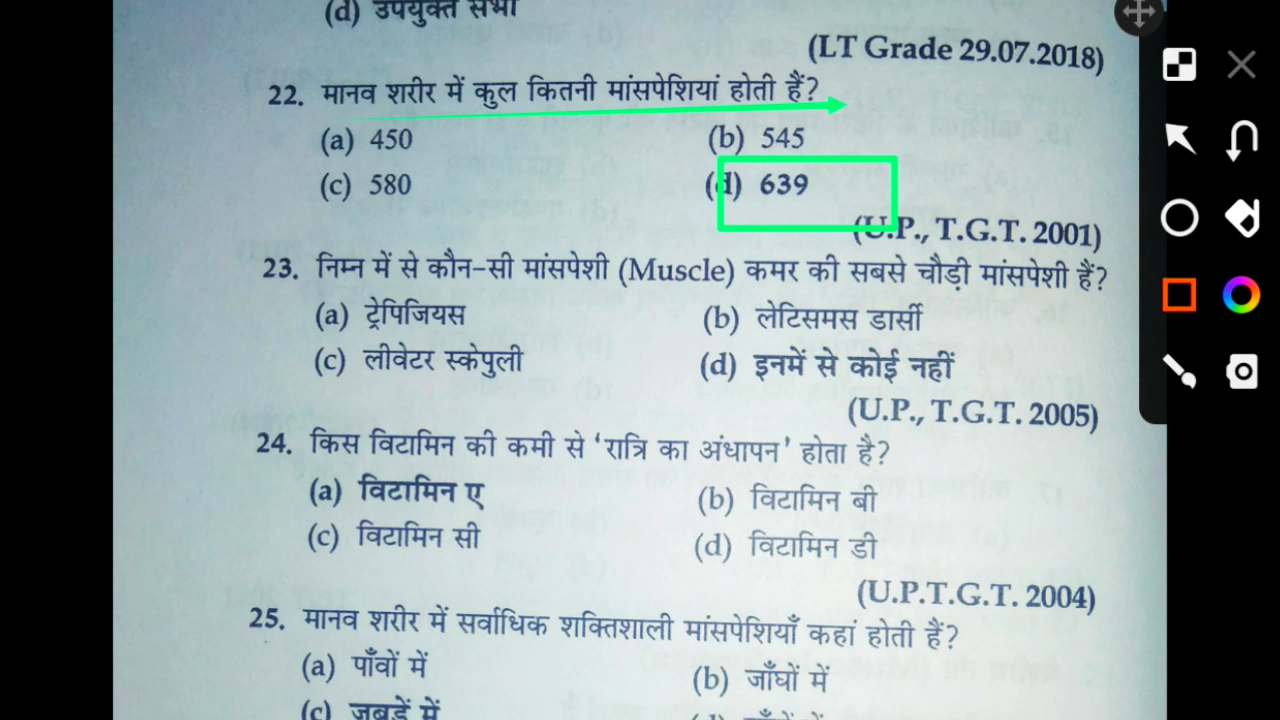 (d) उपयुक्त सभी
(LT Grade 29.07.2018)
22. मानव शरीर में कुल कितनी मांसपेशियां होती हैं?
(a) 450 (b) 545
(c) 580 (d) 639
(U.P., T.G.T. 2001)
23. निम्न में से कौन-सी मांसपेशी (Muscle) कमर की सबसे चौड़ी मांसपेशी हैं?
(a) ट्रेपिजियस (b) लेटिसमस डार्सी
(c) लीवेटर स्केपुली (d) इनमें से कोई नहीं
(U.P., T.G.T. 2005)
24. किस विटामिन की कमी से ‘रात्रि का अंधापन’ होता है?
(a) विटामिन ए (b) विटामिन बी
(c) विटामिन सी (d) विटामिन डी
(U.P.T.G.T. 2004)
25. मानव शरीर में सर्वाधिक शक्तिशाली मांसपेशियाँ कहां होती हैं?
(a) पाँवों में (b) जाँघों में
(c) जबड़ें में